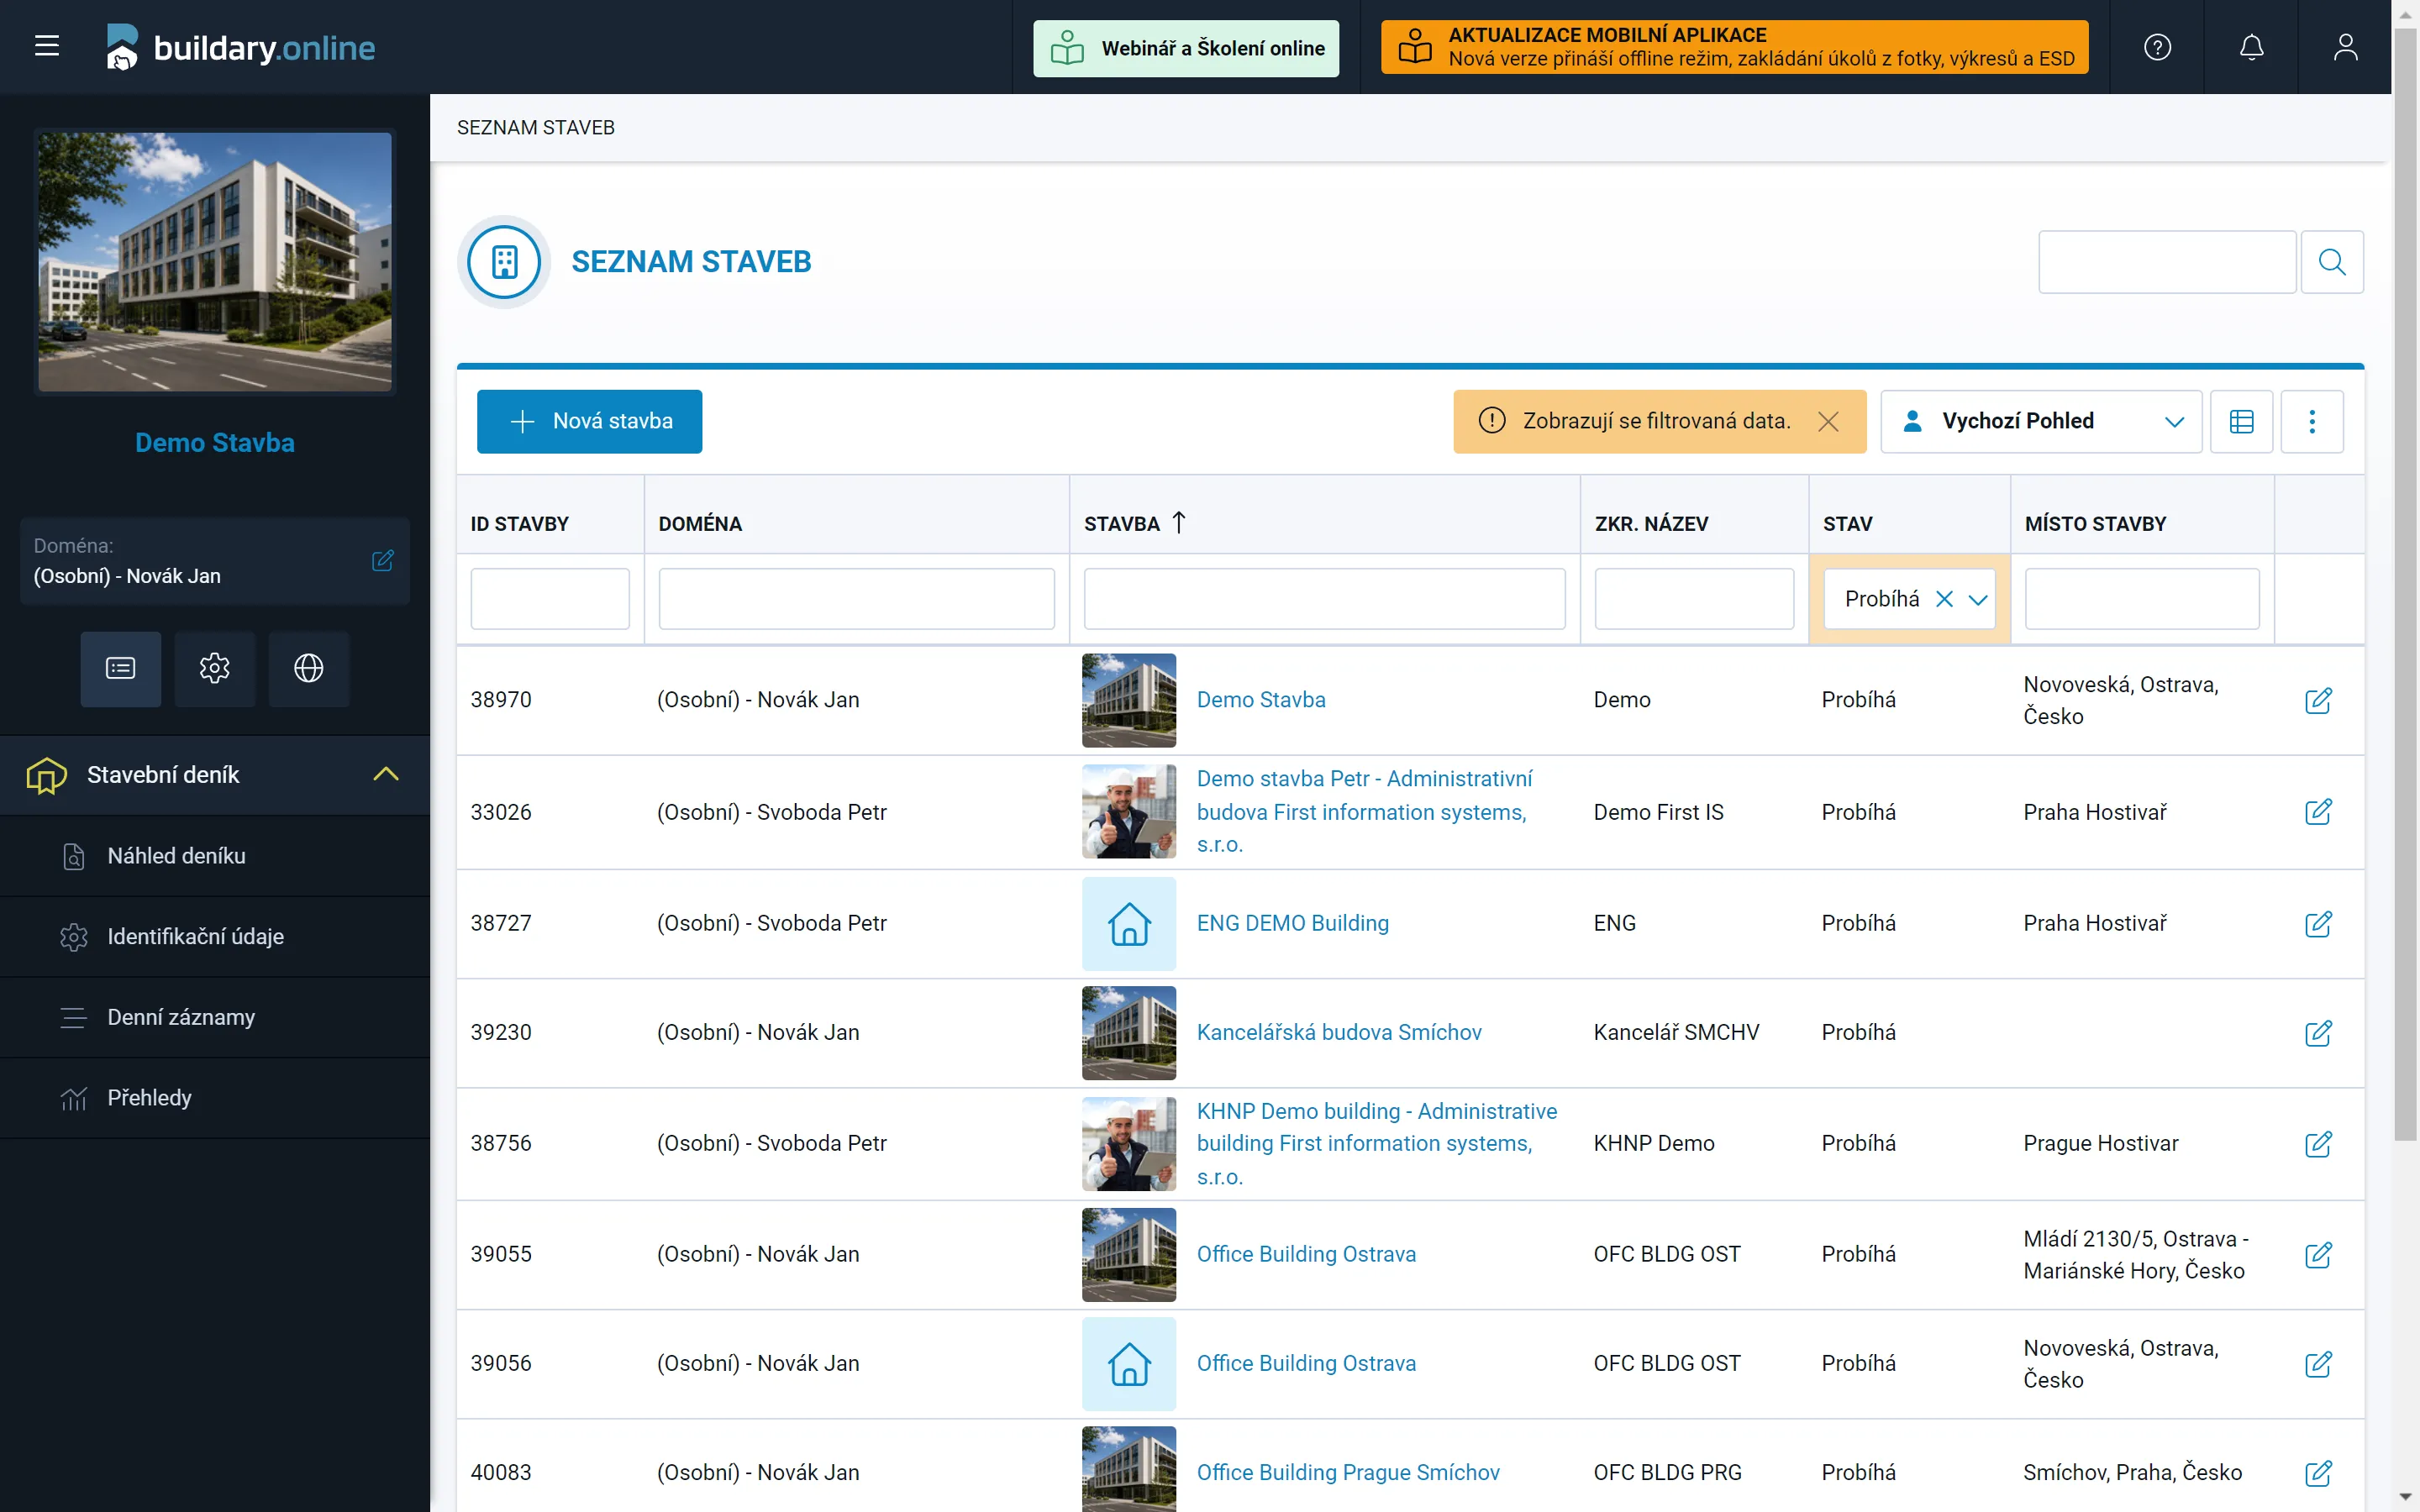 buildary.online
Webinář a Školení online
AKTUALIZACE MOBILNÍ APLIKACE
Nová verze přináší offline režim, zakládání úkolů z fotky, výkresů a ESD
SEZNAM STAVEB
Demo Stavba
Doména:
(Osobní) - Novák Jan
Stavební deník
Náhled deníku
Identifikační údaje
Denní záznamy
Přehledy
SEZNAM STAVEB
Nová stavba
Zobrazují se filtrovaná data.
Vychozí Pohled
ID STAVBY DOMÉNA STAVBA ZKR. NÁZEV STAV MÍSTO STAVBY
Probíhá
38970 (Osobní) - Novák Jan Demo Stavba Demo Probíhá Novoveská, Ostrava,
Česko
33026 (Osobní) - Svoboda Petr Demo stavba Petr - Administrativní
budova First information systems,
s.r.o. Demo First IS Probíhá Praha Hostivař
38727 (Osobní) - Svoboda Petr ENG DEMO Building ENG Probíhá Praha Hostivař
39230 (Osobní) - Novák Jan Kancelářská budova Smíchov Kancelář SMCHV Probíhá
38756 (Osobní) - Svoboda Petr KHNP Demo building - Administrative
building First information systems,
s.r.o. KHNP Demo Probíhá Prague Hostivar
39055 (Osobní) - Novák Jan Office Building Ostrava OFC BLDG OST Probíhá Mládí 2130/5, Ostrava -
Mariánské Hory, Česko
39056 (Osobní) - Novák Jan Office Building Ostrava OFC BLDG OST Probíhá Novoveská, Ostrava,
Česko
40083 (Osobní) - Novák Jan Office Building Prague Smíchov OFC BLDG PRG Probíhá Smíchov, Praha, Česko